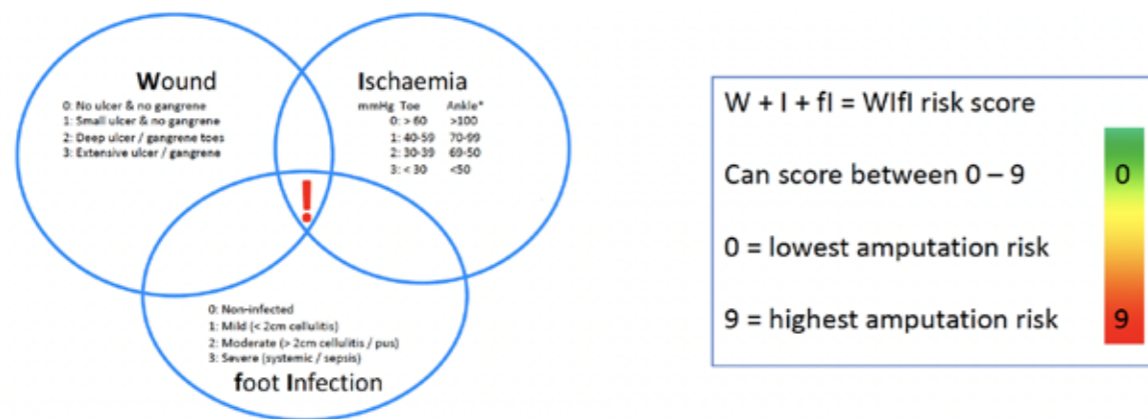 Wound
0: No ulcer & no gangrene
1: Small ulcer & no gangrene
2: Deep ulcer / gangrene toes
3: Extensive ulcer / gangrene
Ischaemia
mmHg Toe Ankle*
0: > 60 >100
1: 40-59 70-99
2: 30-39 69-50
3: < 30 <50
!
0: Non-infected
1: Mild (< 2cm cellulitis)
2: Moderate (> 2cm cellulitis / pus)
3: Severe (systemic / sepsis)
foot Infection
W + I + fI = WIfI risk score
Can score between 0 – 9
0
0 = lowest amputation risk
9 = highest amputation risk
9